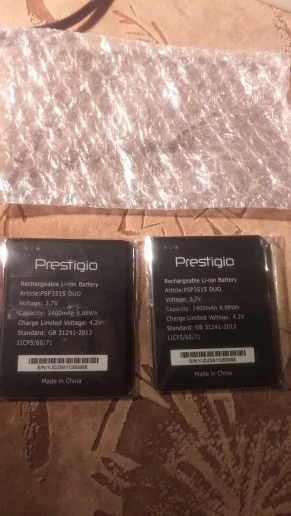 Prestigio
Rechargeable Li-ion Battery
Article:PSP3515 DUO
Voltage: 3.7V
Capacity: 2400mAh 8.88Wh
Charge Limited Voltage: 4.2V
Standard: GB 31241-2013
1ICP5/60/71
Made in China
Prestigio
Rechargeable Li-ion Battery
Article:PSP3515 DUO
Voltage: 3.7V
Capacity: 2400mAh 8.88Wh
Charge Limited Voltage: 4.2V
Standard: GB 31241-2013
1ICP5/60/71
Made in China